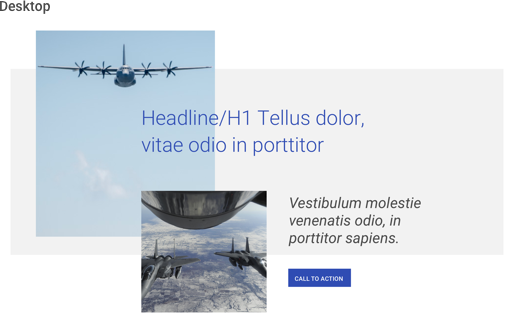 Desktop
Headline/H1 Tellus dolor,
vitae odio in porttitor
Vestibulum molestie
venenatis odio, in
porttitor sapiens.
CALL TO ACTION